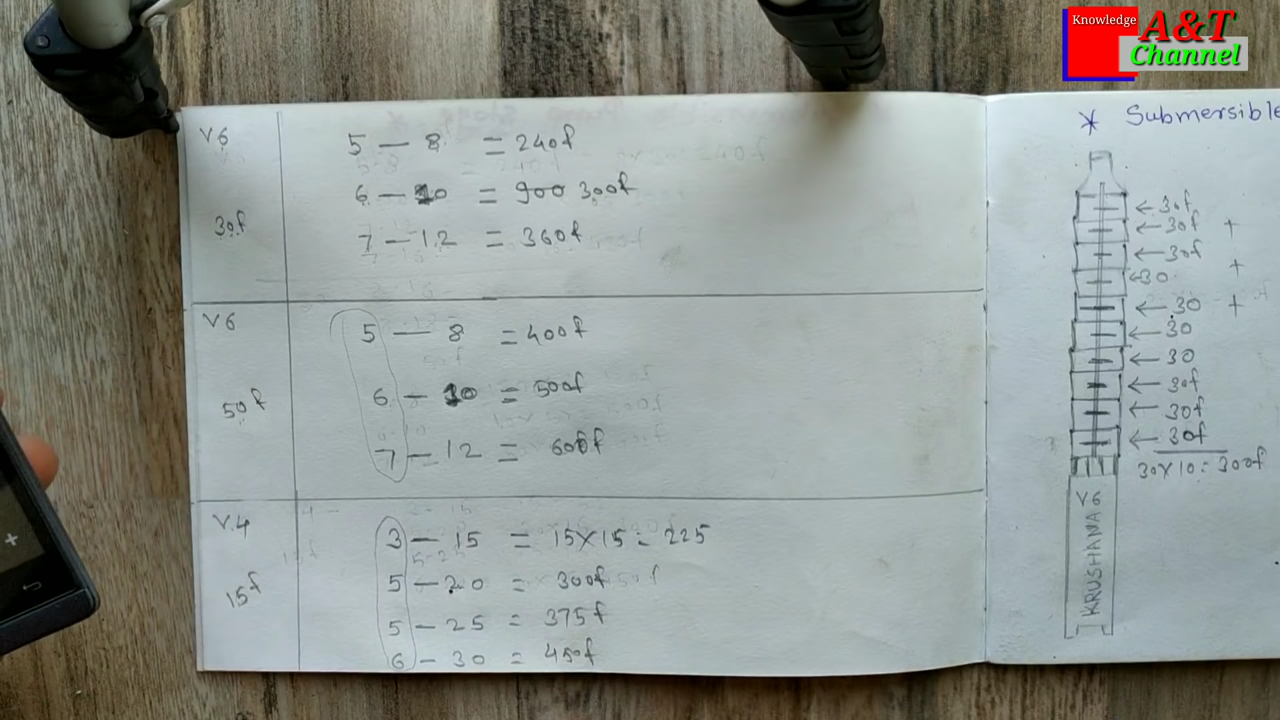 Knowledge
A&T
Channel
V6
30f
5 — 8 = 240f
6 — 10 = 900 300f
7 — 12 = 360f
V6
50f
5 — 8 = 400f
6 — 10 = 500f
7 — 12 = 600f
V.4
15f
3 — 15 = 15×15 = 225
5 — 20 = 300f
5 — 25 = 375f
6 — 30 = 450f
* Submersible
← 30f
← 30f +
← 30f
← 30 +
← 30 +
← 30
← 30
← 30f
← 30f
← 30f
30×10 = 300f
V6
KRUSHANA